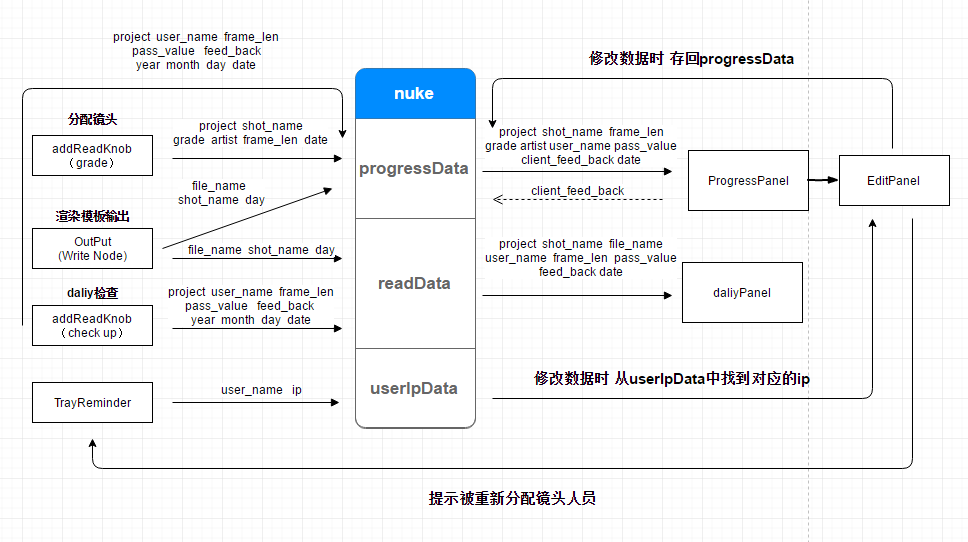 project user_name frame_len
pass_value feed_back
year month day date
修改数据时 存回progressData
nuke
分配镜头
addReadKnob
（grade）
project shot_name
grade artist frame_len date
progressData
project shot_name frame_len
grade artist user_name pass_value
client_feed_back date
client_feed_back
ProgressPanel
EditPanel
file_name
shot_name day
渲染模板输出
OutPut
(Write Node)
file_name shot_name day
readData
project shot_name file_name
user_name frame_len pass_value
feed_back date
daliyPanel
daliy检查
addReadKnob
（check up）
project user_name frame_len
pass_value feed_back
year month day date
修改数据时 从userIpData中找到对应的ip
TrayReminder
user_name ip
userIpData
提示被重新分配镜头人员